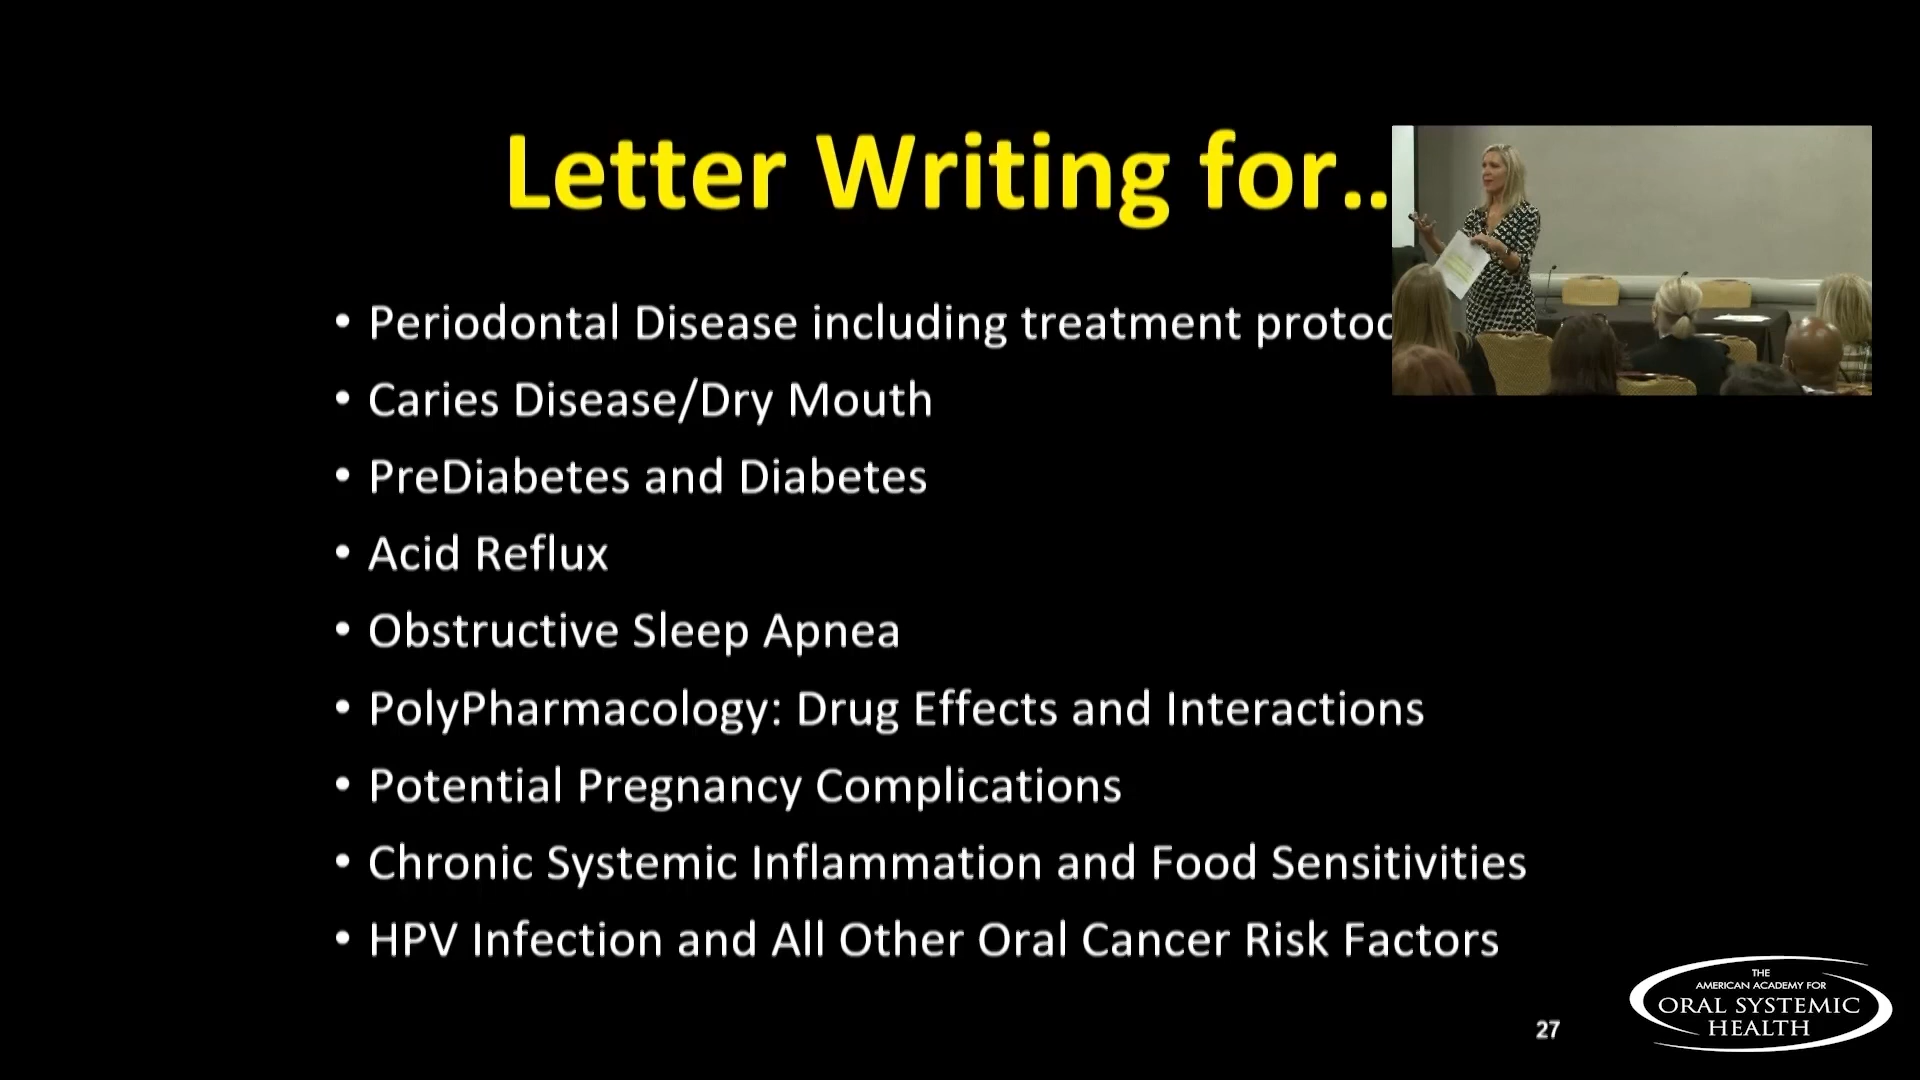 Letter Writing for..
• Periodontal Disease including treatment
• Caries Disease/Dry Mouth
• PreDiabetes and Diabetes
• Acid Reflux
• Obstructive Sleep Apnea
• PolyPharmacology: Drug Effects and Interactions
• Potential Pregnancy Complications
• Chronic Systemic Inflammation and Food Sensitivities
• HPV Infection and All Other Oral Cancer Risk Factors
27
THE
AMERICAN ACADEMY FOR
ORAL SYSTEMIC
HEALTH